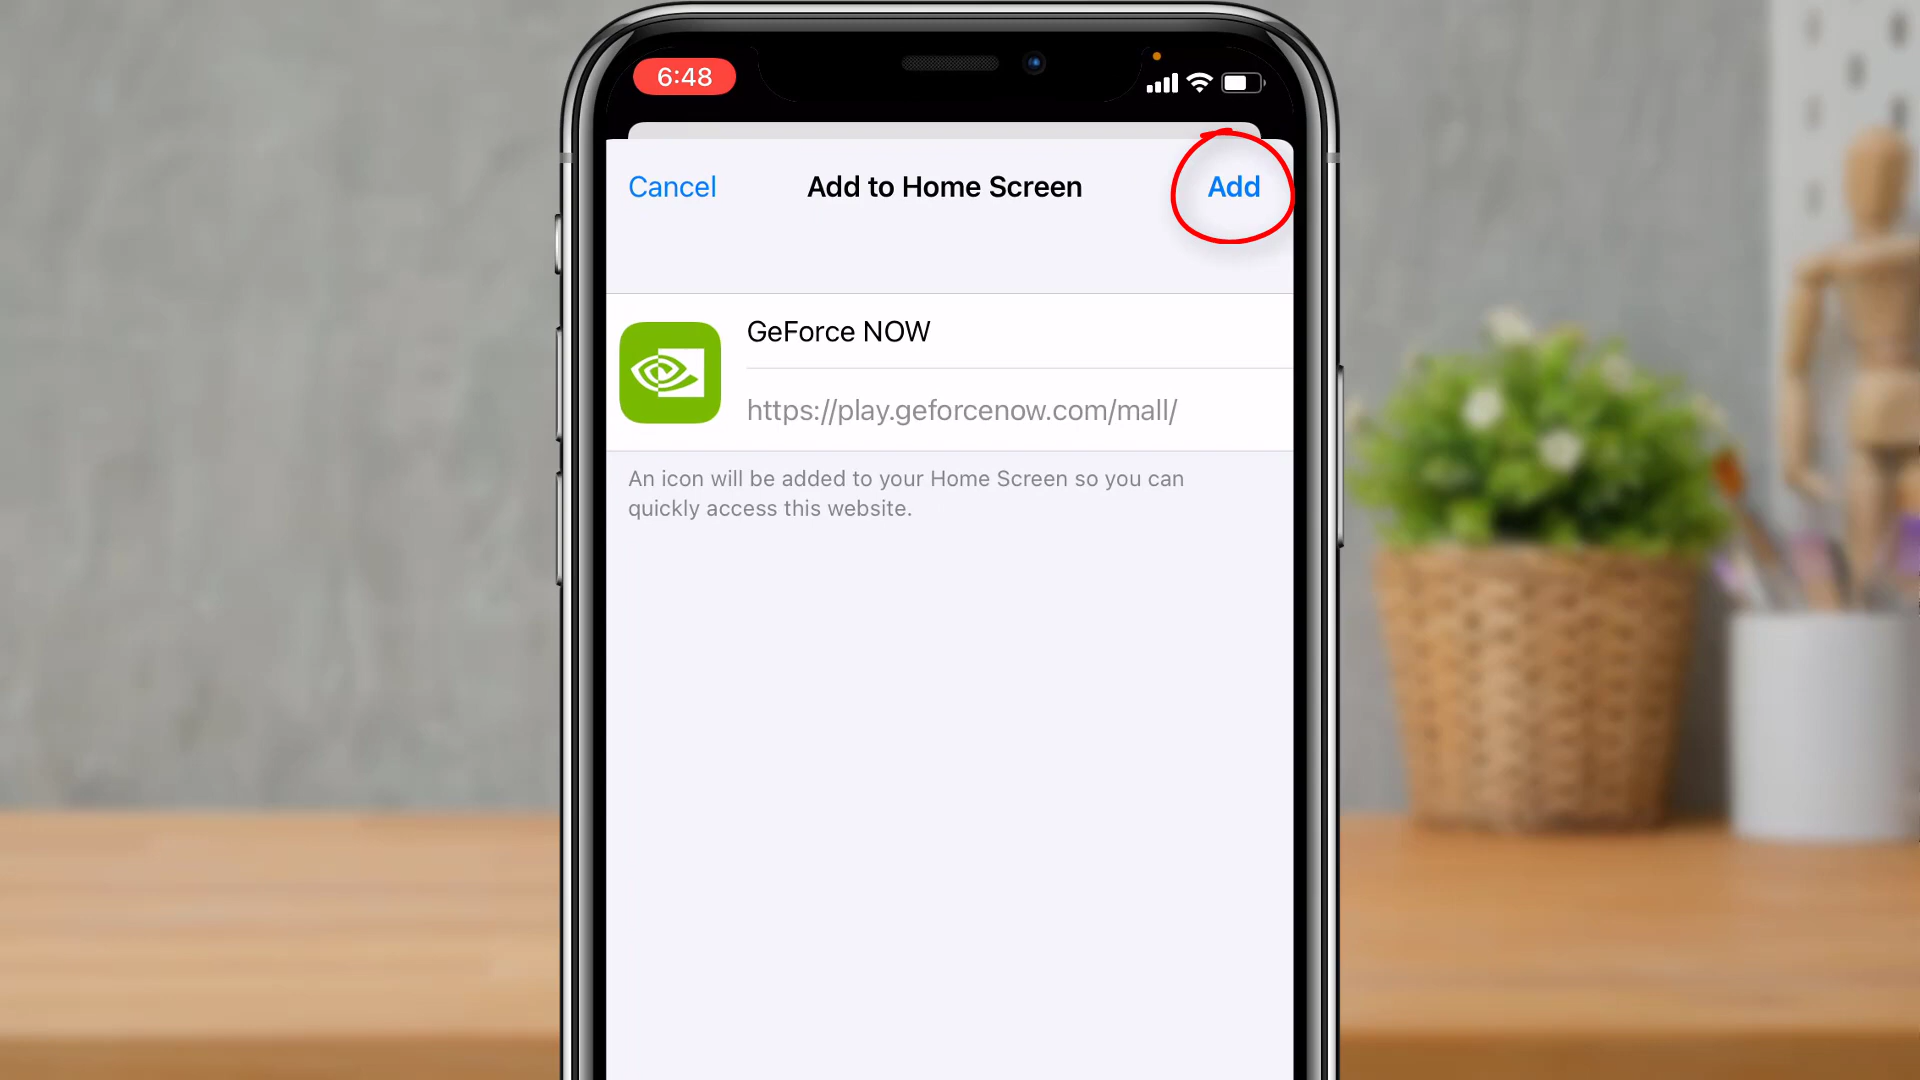 6:48
Cancel
Add to Home Screen
Add
GeForce NOW
https://play.geforcenow.com/mall/
An icon will be added to your Home Screen so you can
quickly access this website.